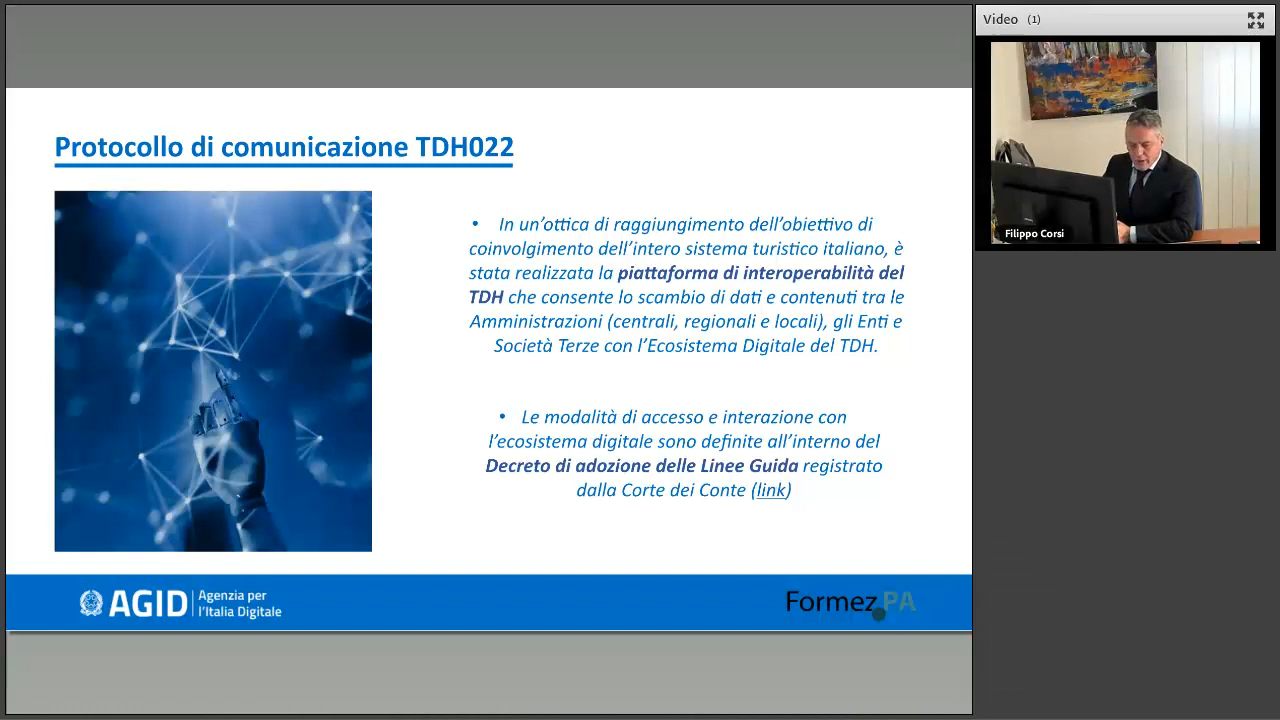 Video (1)
Filippo Corsi
Protocollo di comunicazione TDH022
• In un'ottica di raggiungimento dell'obiettivo di
coinvolgimento dell'intero sistema turistico italiano, è
stata realizzata la piattaforma di interoperabilità del
TDH che consente lo scambio di dati e contenuti tra le
Amministrazioni (centrali, regionali e locali), gli Enti e
Società Terze con l'Ecosistema Digitale del TDH.
• Le modalità di accesso e interazione con
l'ecosistema digitale sono definite all'interno del
Decreto di adozione delle Linee Guida registrato
dalla Corte dei Conte (link)
AGID Agenzia per
l'Italia Digitale
Formez PA